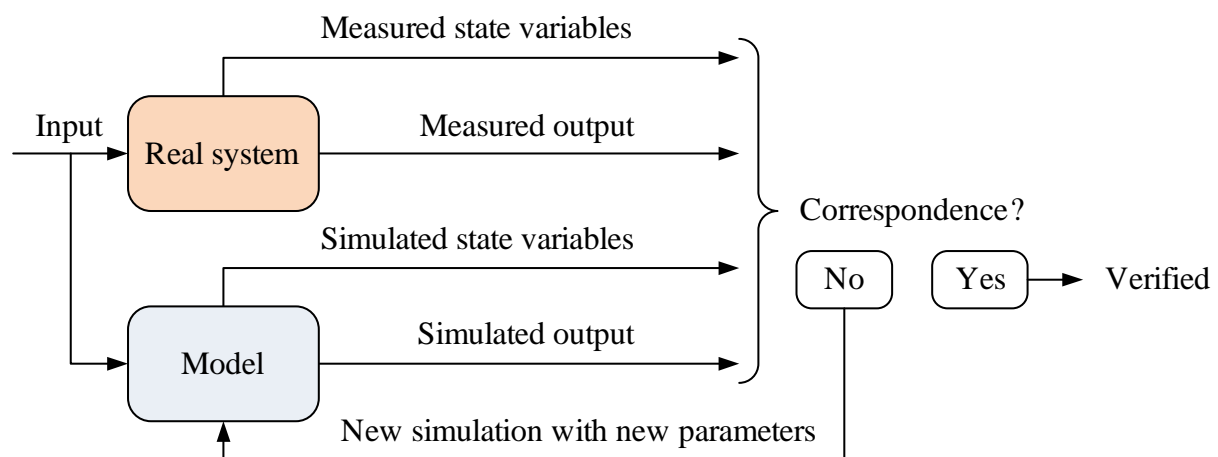 Measured state variables
Input
Measured output
Real system
Correspondence?
Simulated state variables
No
Yes
Verified
Simulated output
Model
New simulation with new parameters